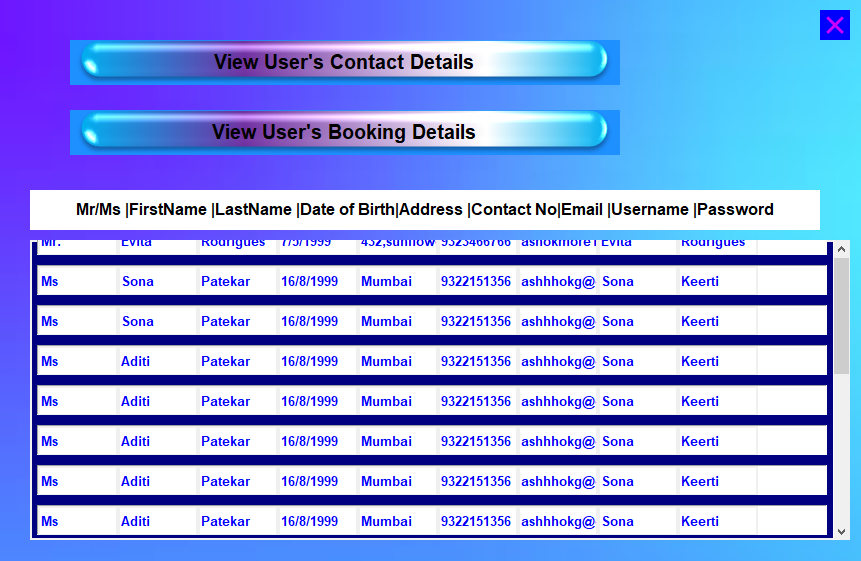 View User's Contact Details
View User's Booking Details
Mr/Ms |FirstName |LastName |Date of Birth|Address |Contact No|Email |Username |Password
Mr. Evita Rodrigues 7/5/1999 432,sunflow 9323466766 ashokmore1 Evita Rodrigues
Ms Sona Patekar 16/8/1999 Mumbai 9322151356 ashhhokg@ Sona Keerti
Ms Sona Patekar 16/8/1999 Mumbai 9322151356 ashhhokg@ Sona Keerti
Ms Aditi Patekar 16/8/1999 Mumbai 9322151356 ashhhokg@ Sona Keerti
Ms Aditi Patekar 16/8/1999 Mumbai 9322151356 ashhhokg@ Sona Keerti
Ms Aditi Patekar 16/8/1999 Mumbai 9322151356 ashhhokg@ Sona Keerti
Ms Aditi Patekar 16/8/1999 Mumbai 9322151356 ashhhokg@ Sona Keerti
Ms Aditi Patekar 16/8/1999 Mumbai 9322151356 ashhhokg@ Sona Keerti